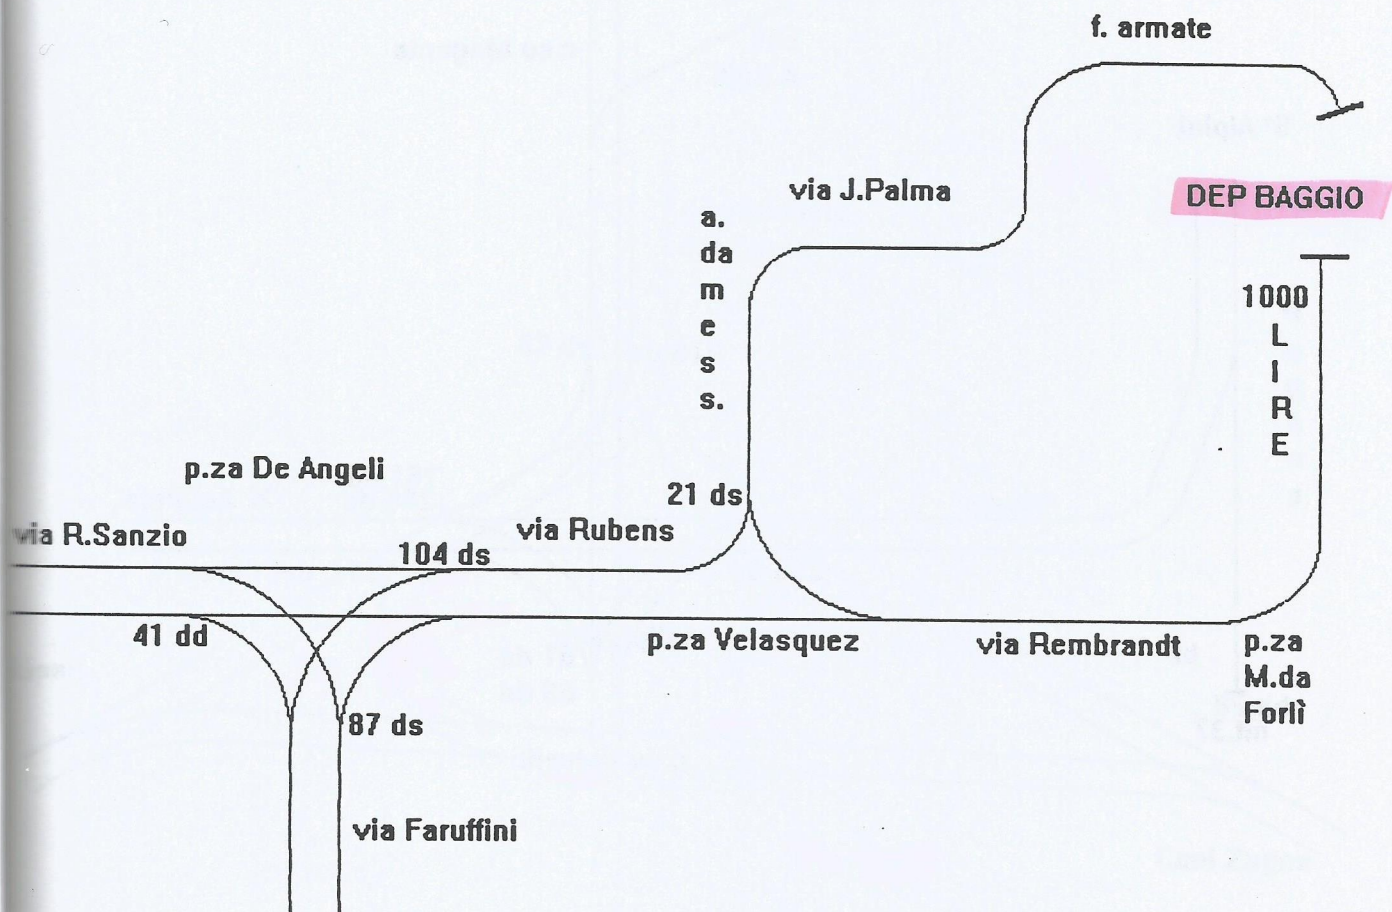 f. armate
via J.Palma
DEP BAGGIO
a.
da
m
e
s
s.
1000
L
I
R
E
p.za De Angeli
21 ds
via R.Sanzio
via Rubens
104 ds
41 dd
p.za Velasquez
via Rembrandt
p.za
M.da
Forlì
87 ds
via Faruffini